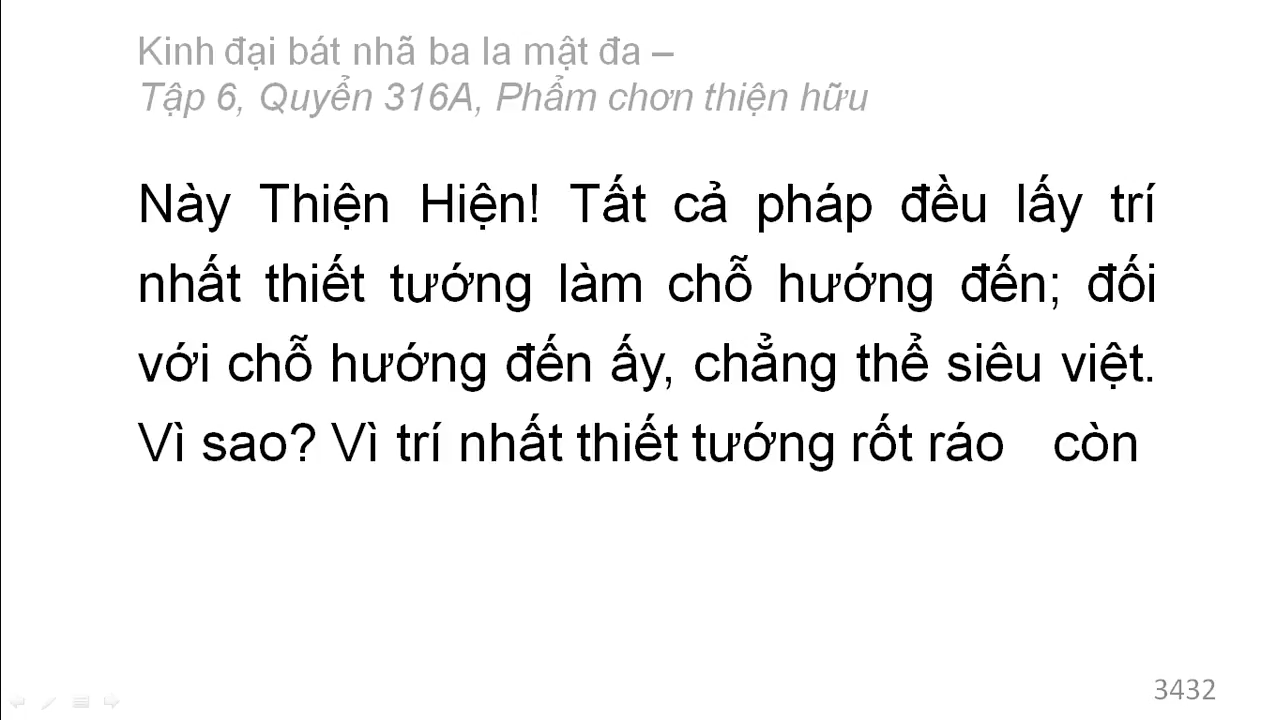 Kinh đại bát nhã ba la mật đa –
Tập 6, Quyển 316A, Phẩm chơn thiện hữu
Này Thiện Hiện! Tất cả pháp đều lấy trí
nhất thiết tướng làm chỗ hướng đến; đối
với chỗ hướng đến ấy, chẳng thể siêu việt.
Vì sao? Vì trí nhất thiết tướng rốt ráo còn
3432